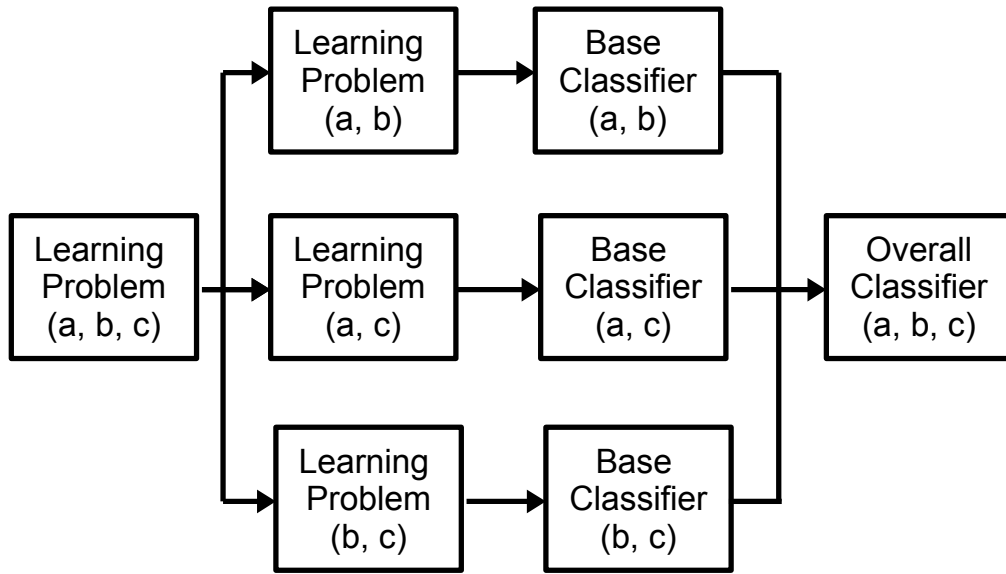 Learning
Problem
(a, b)
Base
Classifier
(a, b)
Learning
Problem
(a, b, c)
Learning
Problem
(a, c)
Base
Classifier
(a, c)
Overall
Classifier
(a, b, c)
Learning
Problem
(b, c)
Base
Classifier
(b, c)